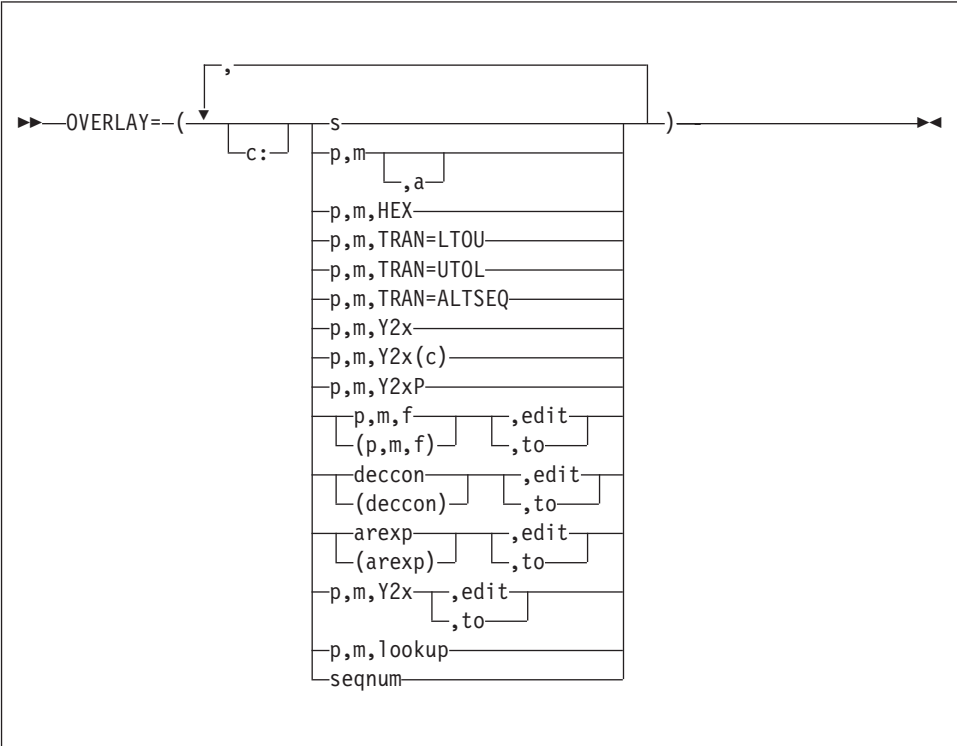 ,
OVERLAY= ( s )
c: p,m
,a
p,m,HEX
p,m,TRAN=LTOU
p,m,TRAN=UTOL
p,m,TRAN=ALTSEQ
p,m,Y2x
p,m,Y2x(c)
p,m,Y2xP
p,m,f ,edit
(p,m,f) ,to
deccon ,edit
(deccon) ,to
arexp ,edit
(arexp) ,to
p,m,Y2x ,edit
,to
p,m,lookup
seqnum